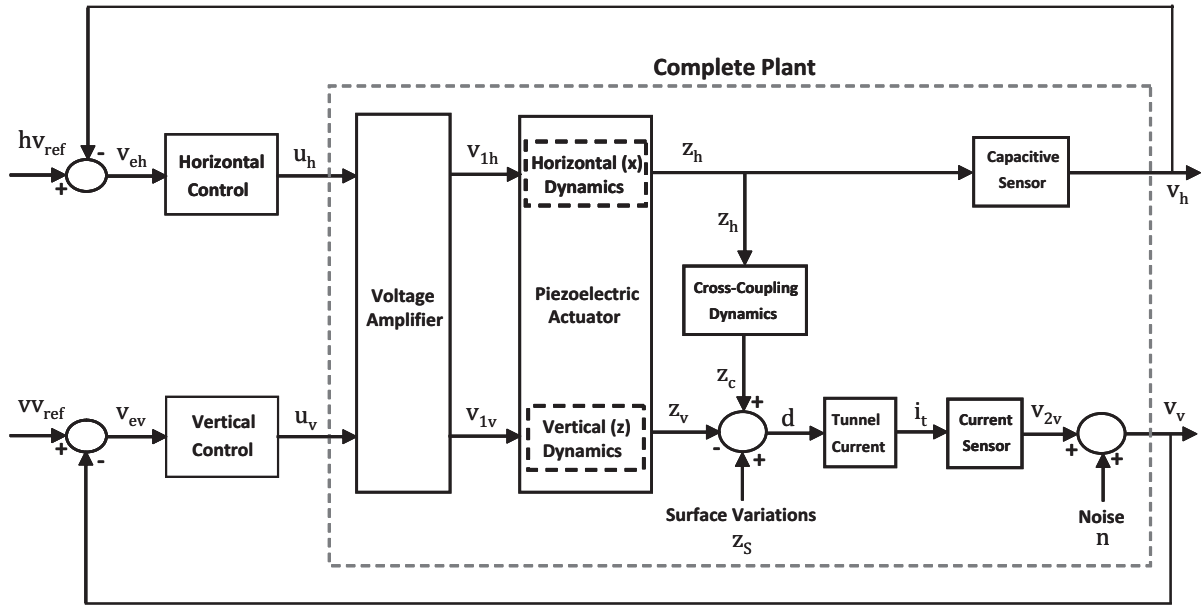 Complete Plant
hv_ref
-
+
v_eh
Horizontal
Control
u_h
v_1h
Horizontal (x)
Dynamics
z_h
Capacitive
Sensor
v_h
z_h
Voltage
Amplifier
Piezoelectric
Actuator
Cross-Coupling
Dynamics
z_c
vv_ref
+
-
v_ev
Vertical
Control
u_v
v_1v
Vertical (z)
Dynamics
z_v
+
-
+
d
Tunnel
Current
i_t
Current
Sensor
v_2v
+
+
v_v
Surface Variations
z_S
Noise
n